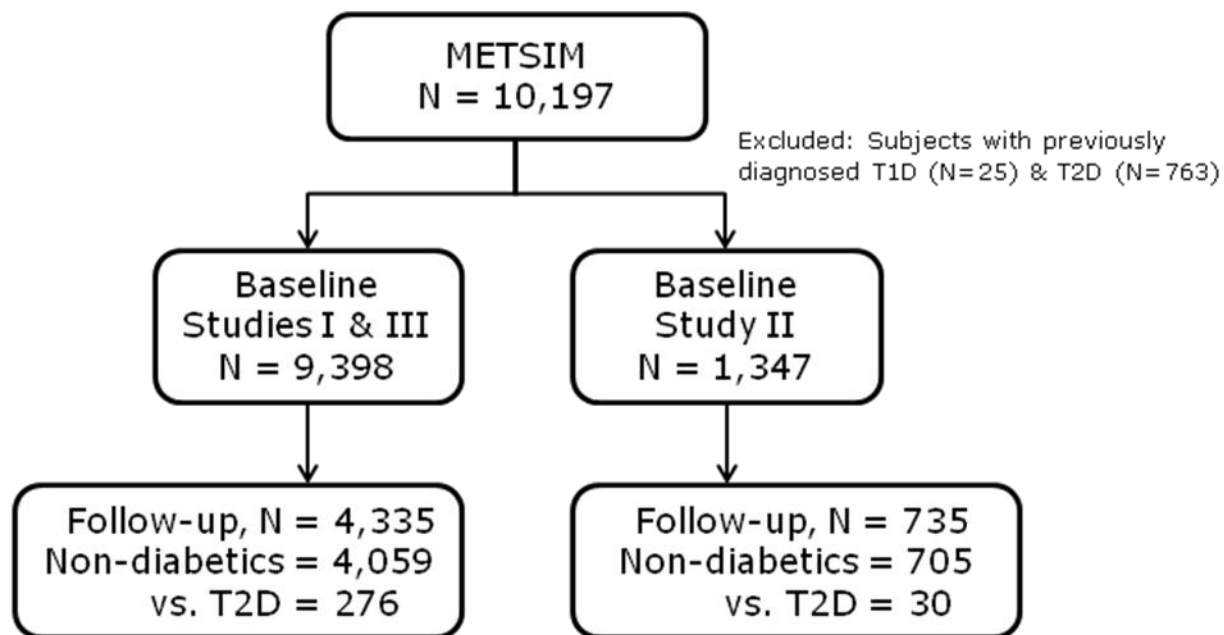 METSIM
N = 10,197
Excluded: Subjects with previously
diagnosed T1D (N=25) & T2D (N=763)
Baseline
Studies I & III
N = 9,398
Baseline
Study II
N = 1,347
Follow-up, N = 4,335
Non-diabetics = 4,059
vs. T2D = 276
Follow-up, N = 735
Non-diabetics = 705
vs. T2D = 30